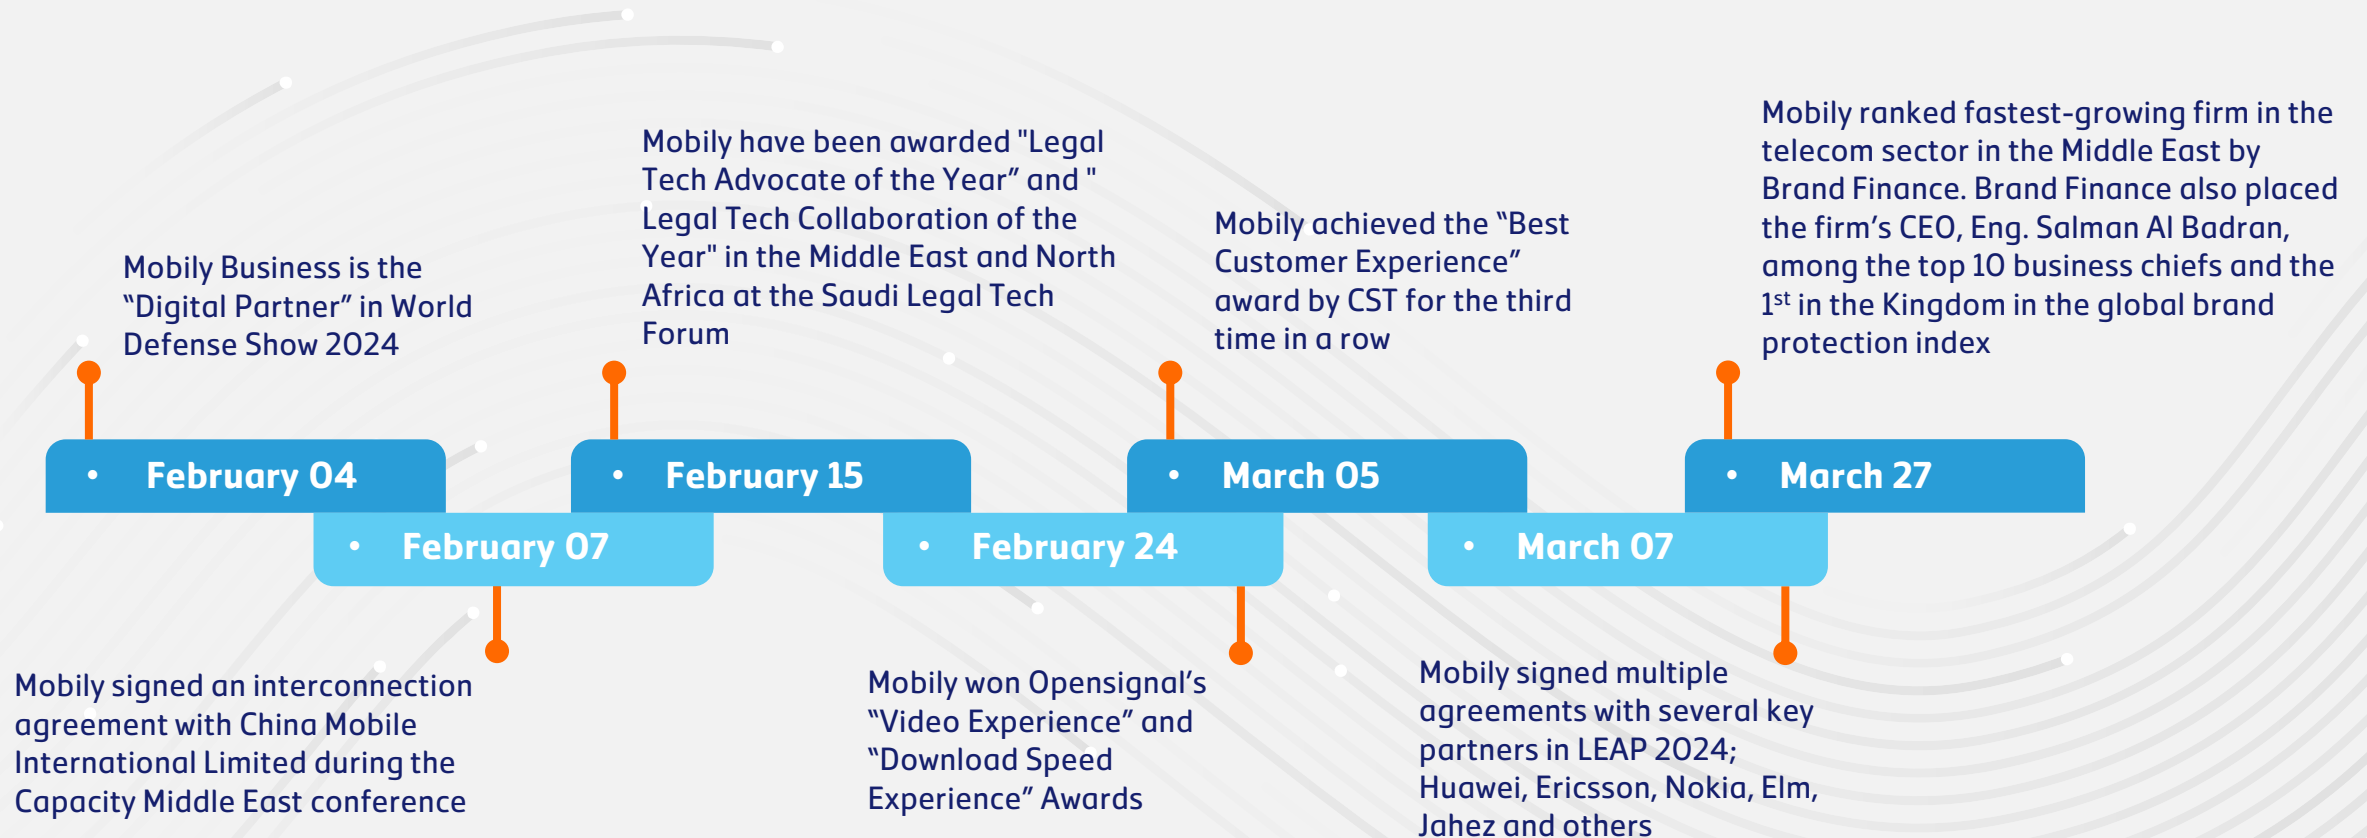 Mobily Business is the
“Digital Partner” in World
Defense Show 2024
• February 04
• February 07
Mobily signed an interconnection
agreement with China Mobile
International Limited during the
Capacity Middle East conference
Mobily have been awarded "Legal
Tech Advocate of the Year” and "
Legal Tech Collaboration of the
Year" in the Middle East and North
Africa at the Saudi Legal Tech
Forum
• February 15
• February 24
Mobily won Opensignal’s
“Video Experience” and
“Download Speed
Experience” Awards
Mobily achieved the “Best
Customer Experience”
award by CST for the third
time in a row
• March 05
• March 07
Mobily signed multiple
agreements with several key
partners in LEAP 2024;
Huawei, Ericsson, Nokia, Elm,
Jahez and others
Mobily ranked fastest-growing firm in the
telecom sector in the Middle East by
Brand Finance. Brand Finance also placed
the firm’s CEO, Eng. Salman Al Badran,
among the top 10 business chiefs and the
1st in the Kingdom in the global brand
protection index
• March 27